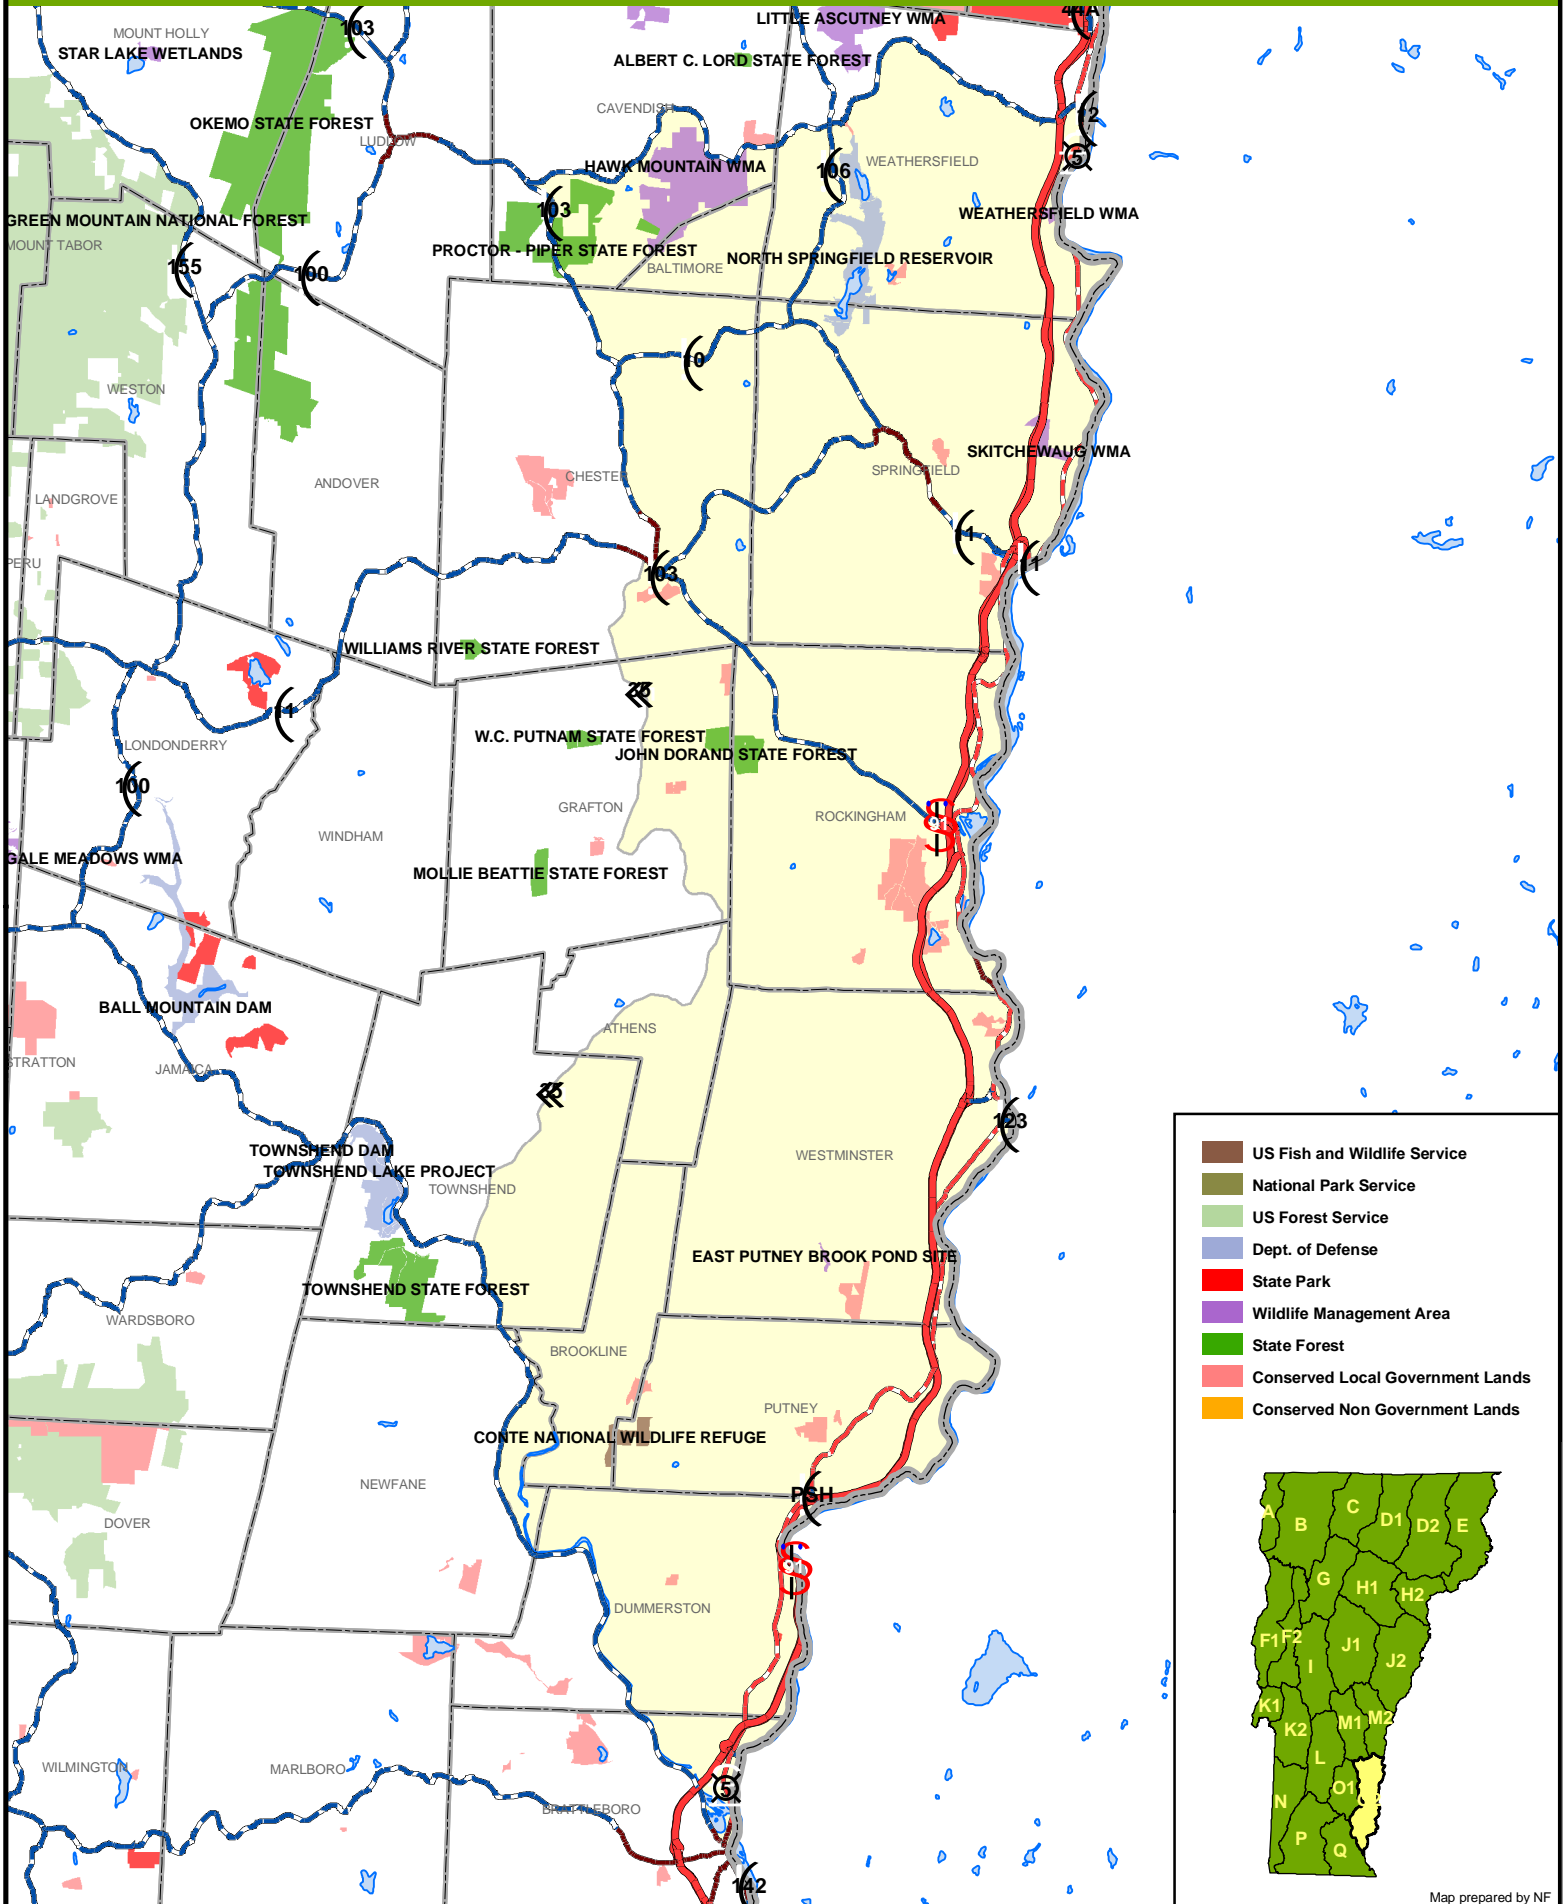 44A
LITTLE ASCUTNEY WMA
103
MOUNT HOLLY
STAR LAKE WETLANDS
ALBERT C. LORD STATE FOREST
CAVENDISH
12
OKEMO STATE FOREST
LUDLOW
5
WEATHERSFIELD
HAWK MOUNTAIN WMA
106
103
WEATHERSFIELD WMA
GREEN MOUNTAIN NATIONAL FOREST
MOUNT TABOR
PROCTOR - PIPER STATE FOREST
NORTH SPRINGFIELD RESERVOIR
155
100
BALTIMORE
10
WESTON
SKITCHEWAUG WMA
SPRINGFIELD
CHESTER
ANDOVER
LANDGROVE
11
PERU
11
103
WILLIAMS RIVER STATE FOREST
35
11
W.C. PUTNAM STATE FOREST
LONDONDERRY
JOHN DORAND STATE FOREST
100
GRAFTON
ROCKINGHAM
91
WINDHAM
GALE MEADOWS WMA
MOLLIE BEATTIE STATE FOREST
BALL MOUNTAIN DAM
ATHENS
STRATTON
JAMAICA
35
123
TOWNSHEND DAM
WESTMINSTER
TOWNSHEND LAKE PROJECT
TOWNSHEND
EAST PUTNEY BROOK POND SITE
TOWNSHEND STATE FOREST
WARDSBORO
BROOKLINE
PUTNEY
CONTE NATIONAL WILDLIFE REFUGE
NEWFANE
PSH
DOVER
91
DUMMERSTON
WILMINGTON
MARLBORO
5
BRATTLEBORO
142
US Fish and Wildlife Service
National Park Service
US Forest Service
Dept. of Defense
State Park
Wildlife Management Area
State Forest
Conserved Local Government Lands
Conserved Non Government Lands
A
B
C
D1
D2
E
G
H1
H2
F1
F2
I
J1
J2
K1
K2
L
M1
M2
N
O1
P
Q
Map prepared by NF